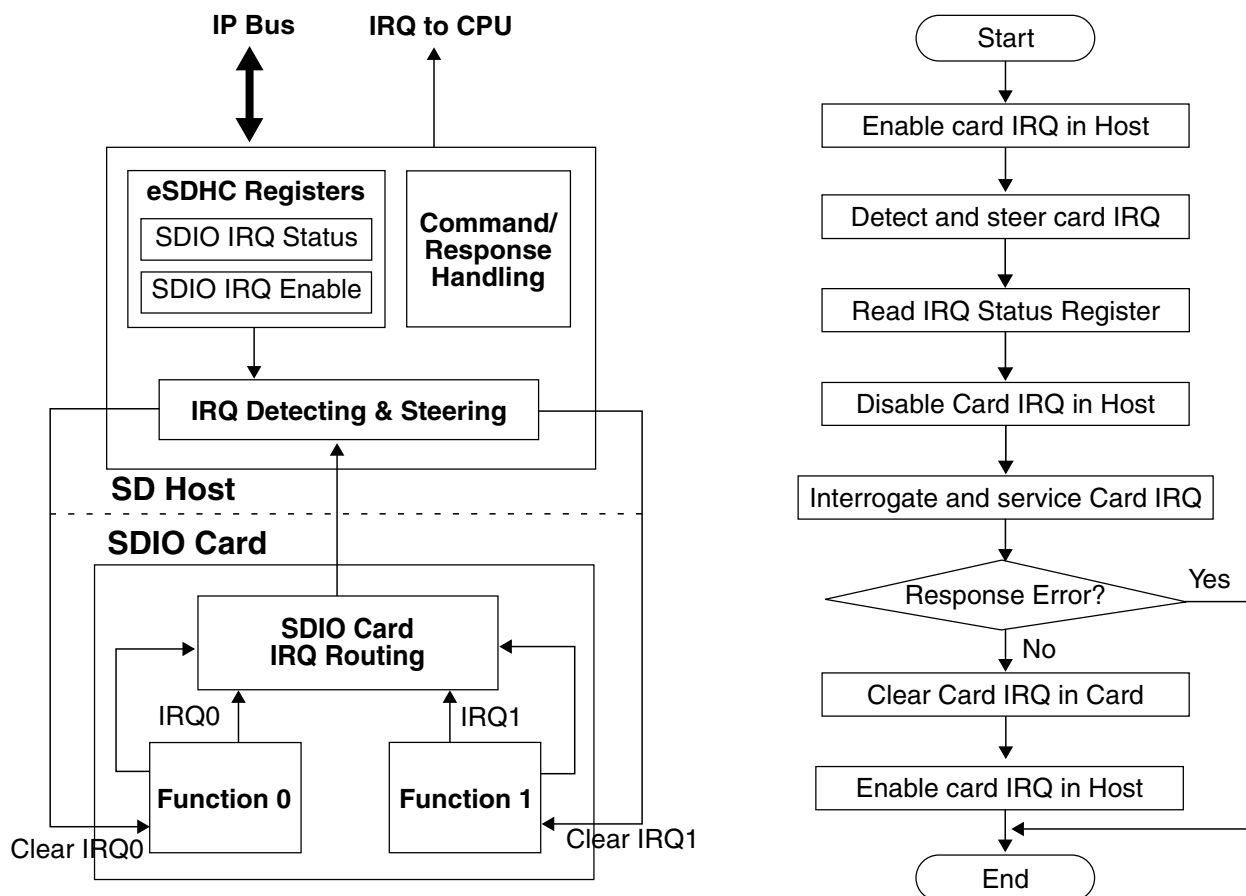 IP Bus
IRQ to CPU
eSDHC Registers
SDIO IRQ Status
SDIO IRQ Enable
Command/
Response
Handling
IRQ Detecting & Steering
SD Host
SDIO Card
SDIO Card
IRQ Routing
IRQ0
IRQ1
Function 0
Function 1
Clear IRQ0
Clear IRQ1
Start
Enable card IRQ in Host
Detect and steer card IRQ
Read IRQ Status Register
Disable Card IRQ in Host
Interrogate and service Card IRQ
Response Error?
Yes
No
Clear Card IRQ in Card
Enable card IRQ in Host
End